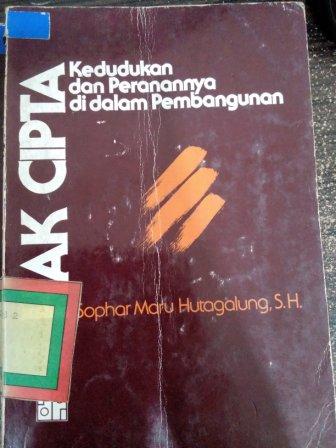 AK CIPTA
Kedudukan
dan Peranannya
di dalam Pembangunan
Sophar Maru Hutagalung, S.H.